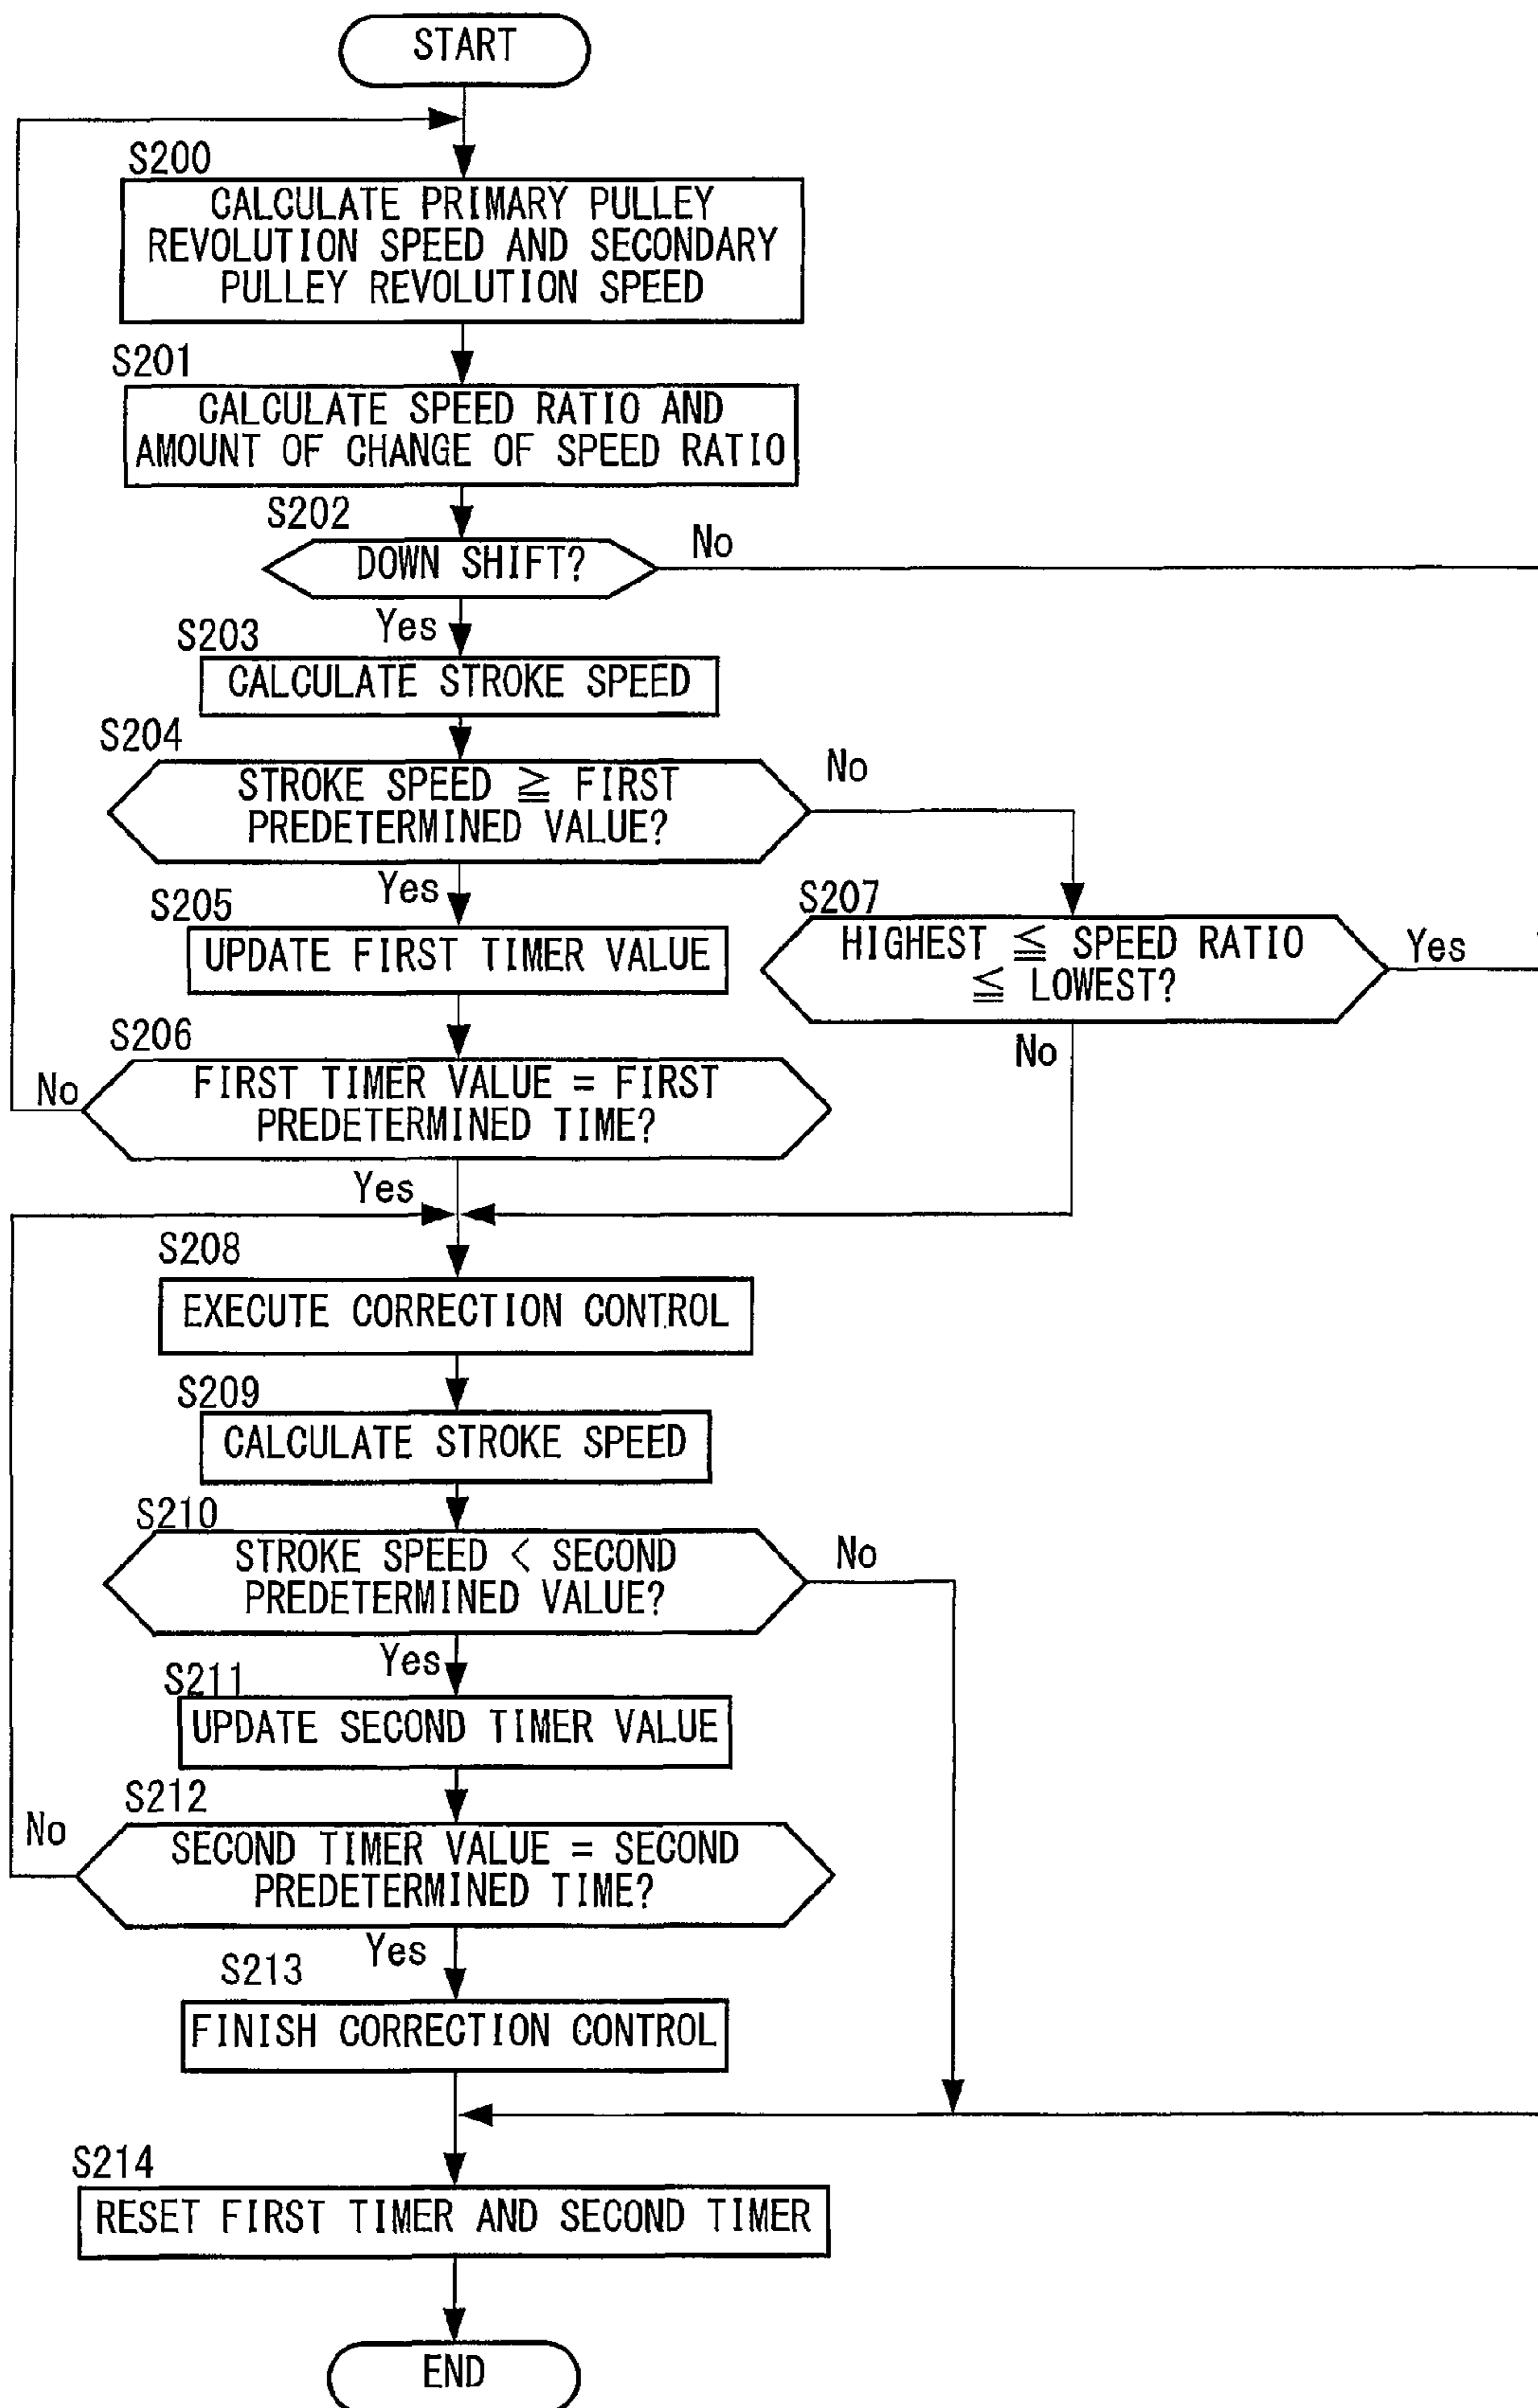 START
S200
CALCULATE PRIMARY PULLEY
REVOLUTION SPEED AND SECONDARY
PULLEY REVOLUTION SPEED
S201
CALCULATE SPEED RATIO AND
AMOUNT OF CHANGE OF SPEED RATIO
S202
DOWN SHIFT?
No
Yes
S203
CALCULATE STROKE SPEED
S204
STROKE SPEED ≧ FIRST
PREDETERMINED VALUE?
No
Yes
S205
UPDATE FIRST TIMER VALUE
S207
HIGHEST ≦ SPEED RATIO
≦ LOWEST?
Yes
No
S206
FIRST TIMER VALUE = FIRST
PREDETERMINED TIME?
No
Yes
S208
EXECUTE CORRECTION CONTROL
S209
CALCULATE STROKE SPEED
S210
STROKE SPEED < SECOND
PREDETERMINED VALUE?
No
Yes
S211
UPDATE SECOND TIMER VALUE
S212
SECOND TIMER VALUE = SECOND
PREDETERMINED TIME?
No
Yes
S213
FINISH CORRECTION CONTROL
S214
RESET FIRST TIMER AND SECOND TIMER
END